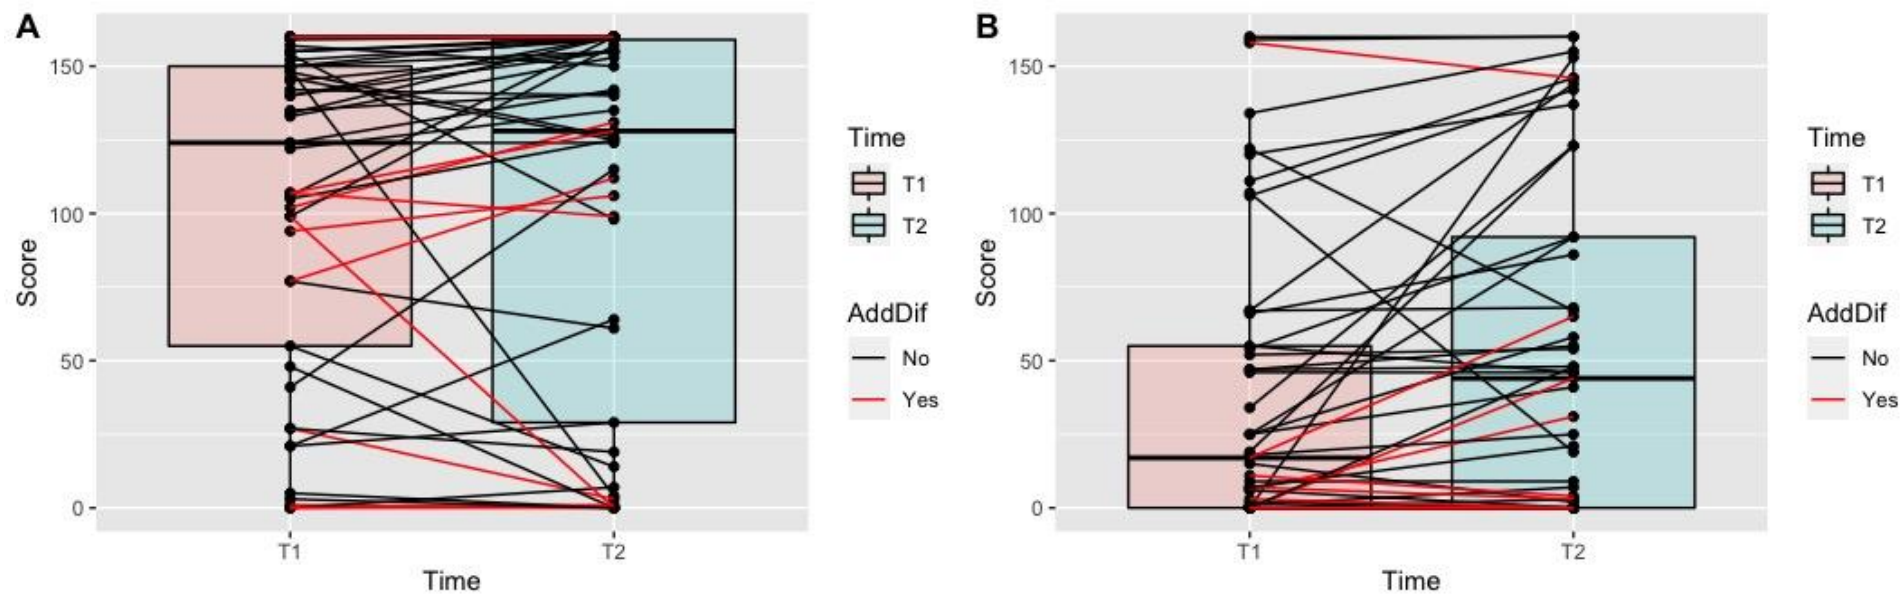 A
150
100
50
0
Score
T1
T2
Time
Time
T1
T2
AddDif
No
Yes
B
150
100
50
0
Score
T1
T2
Time
Time
T1
T2
AddDif
No
Yes